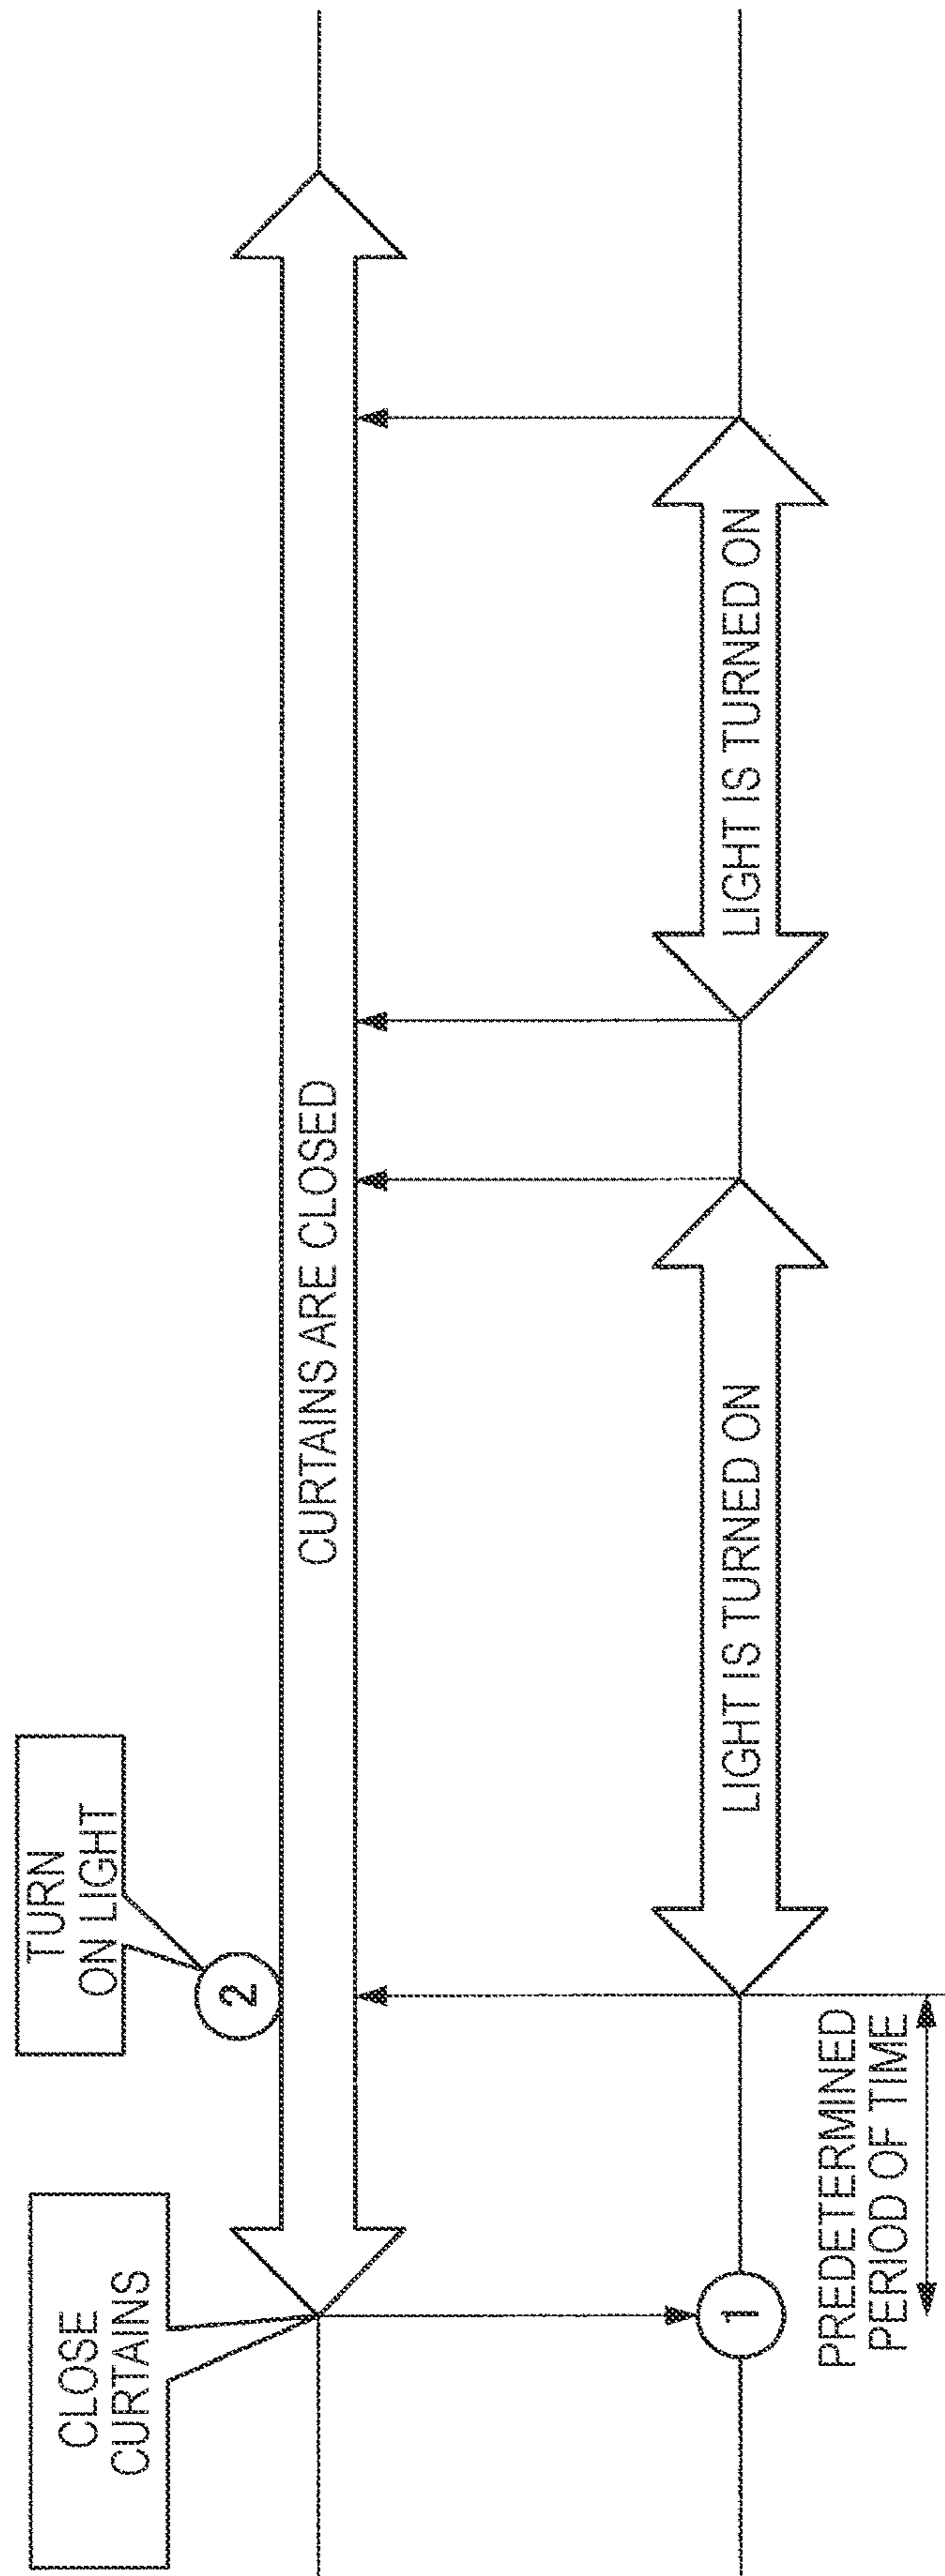 CLOSE
CURTAINS
TURN
ON LIGHT
2
CURTAINS ARE CLOSED
1
LIGHT IS TURNED ON
LIGHT IS TURNED ON
PREDETERMINED
PERIOD OF TIME